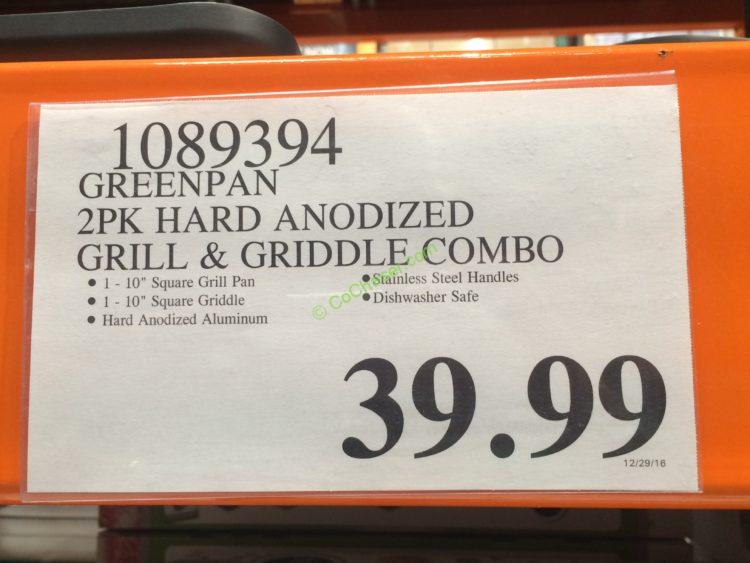 1089394
GREENPAN
2PK HARD ANODIZED
GRILL & GRIDDLE COMBO
• 1 - 10" Square Grill Pan
• 1 - 10" Square Griddle
• Hard Anodized Aluminum
• Stainless Steel Handles
• Dishwasher Safe
© CoChaser.com
39.99
12/29/16